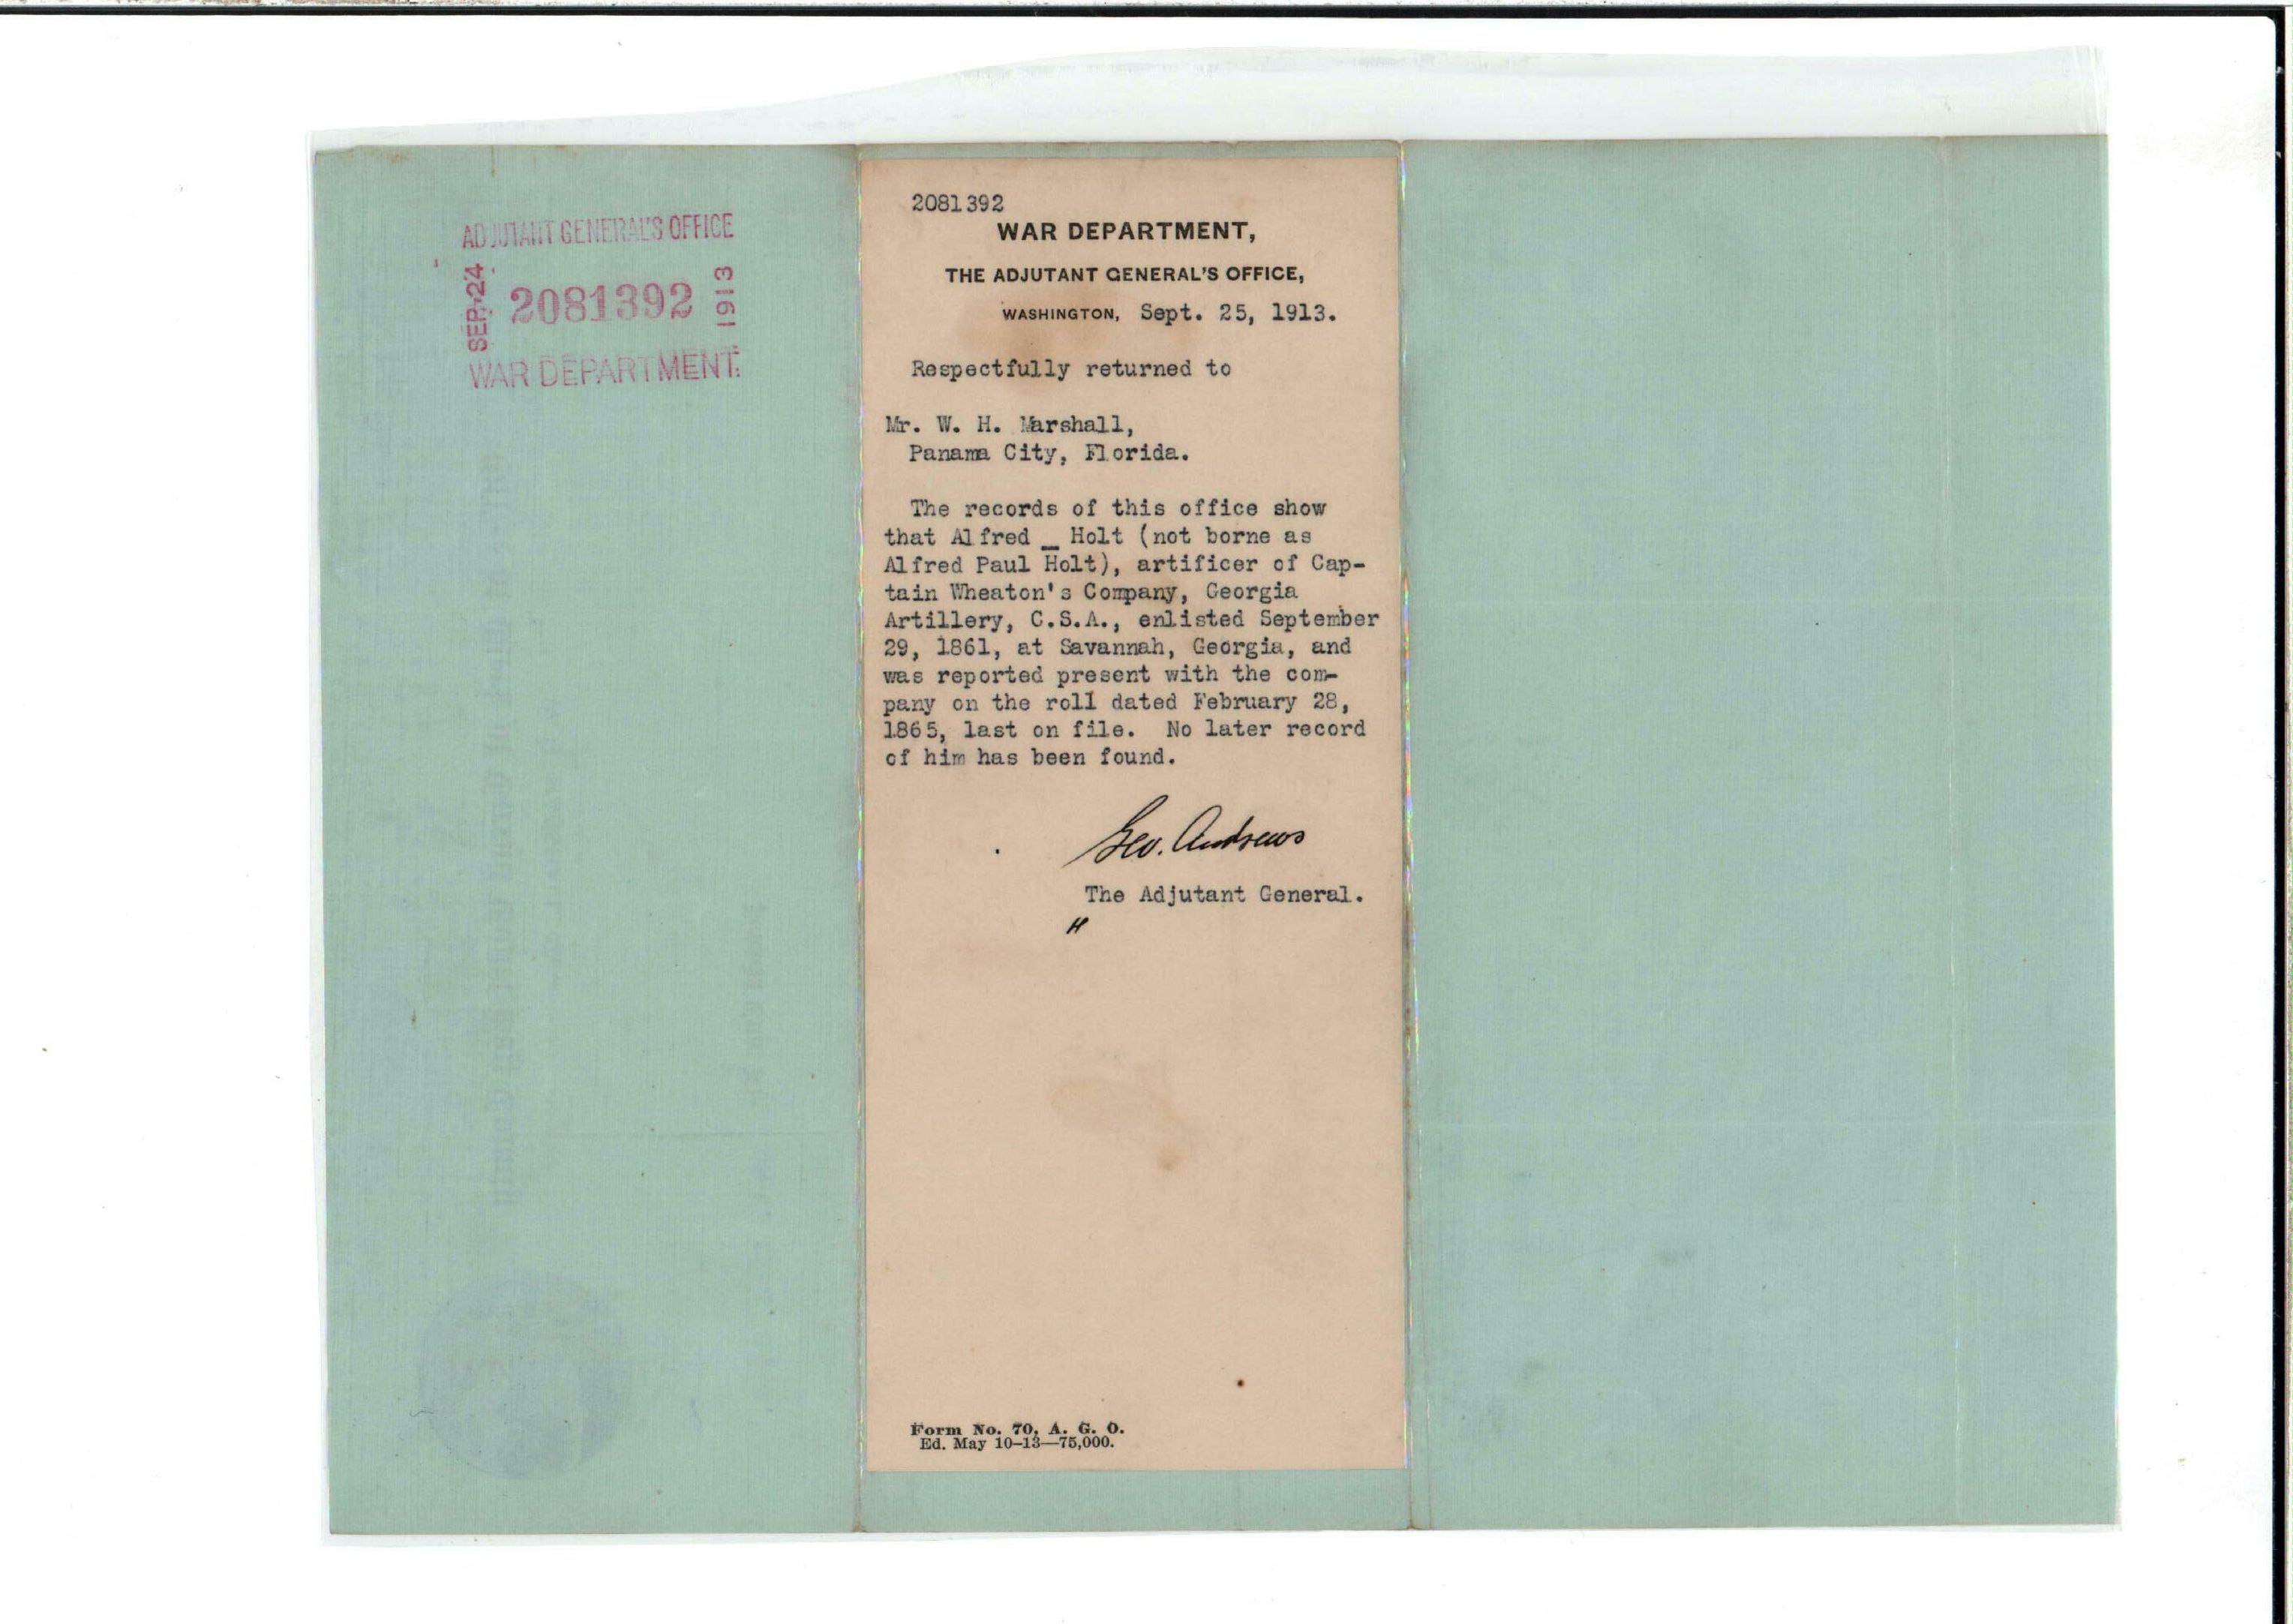 ADJUTANT GENERAL'S OFFICE
SEP 24 2081392 1913
WAR DEPARTMENT.
2081392
WAR DEPARTMENT,
THE ADJUTANT GENERAL'S OFFICE,
WASHINGTON, Sept. 25, 1913.
Respectfully returned to
Mr. W. H. Marshall,
Panama City, Florida.
The records of this office show
that Alfred _ Holt (not borne as
Alfred Paul Holt), artificer of Cap-
tain Wheaton's Company, Georgia
Artillery, C.S.A., enlisted September
29, 1861, at Savannah, Georgia, and
was reported present with the com-
pany on the roll dated February 28,
1865, last on file. No later record
of him has been found.
Geo. Andrews
The Adjutant General.
Form No. 70, A. G. O.
Ed. May 10-13—75,000.